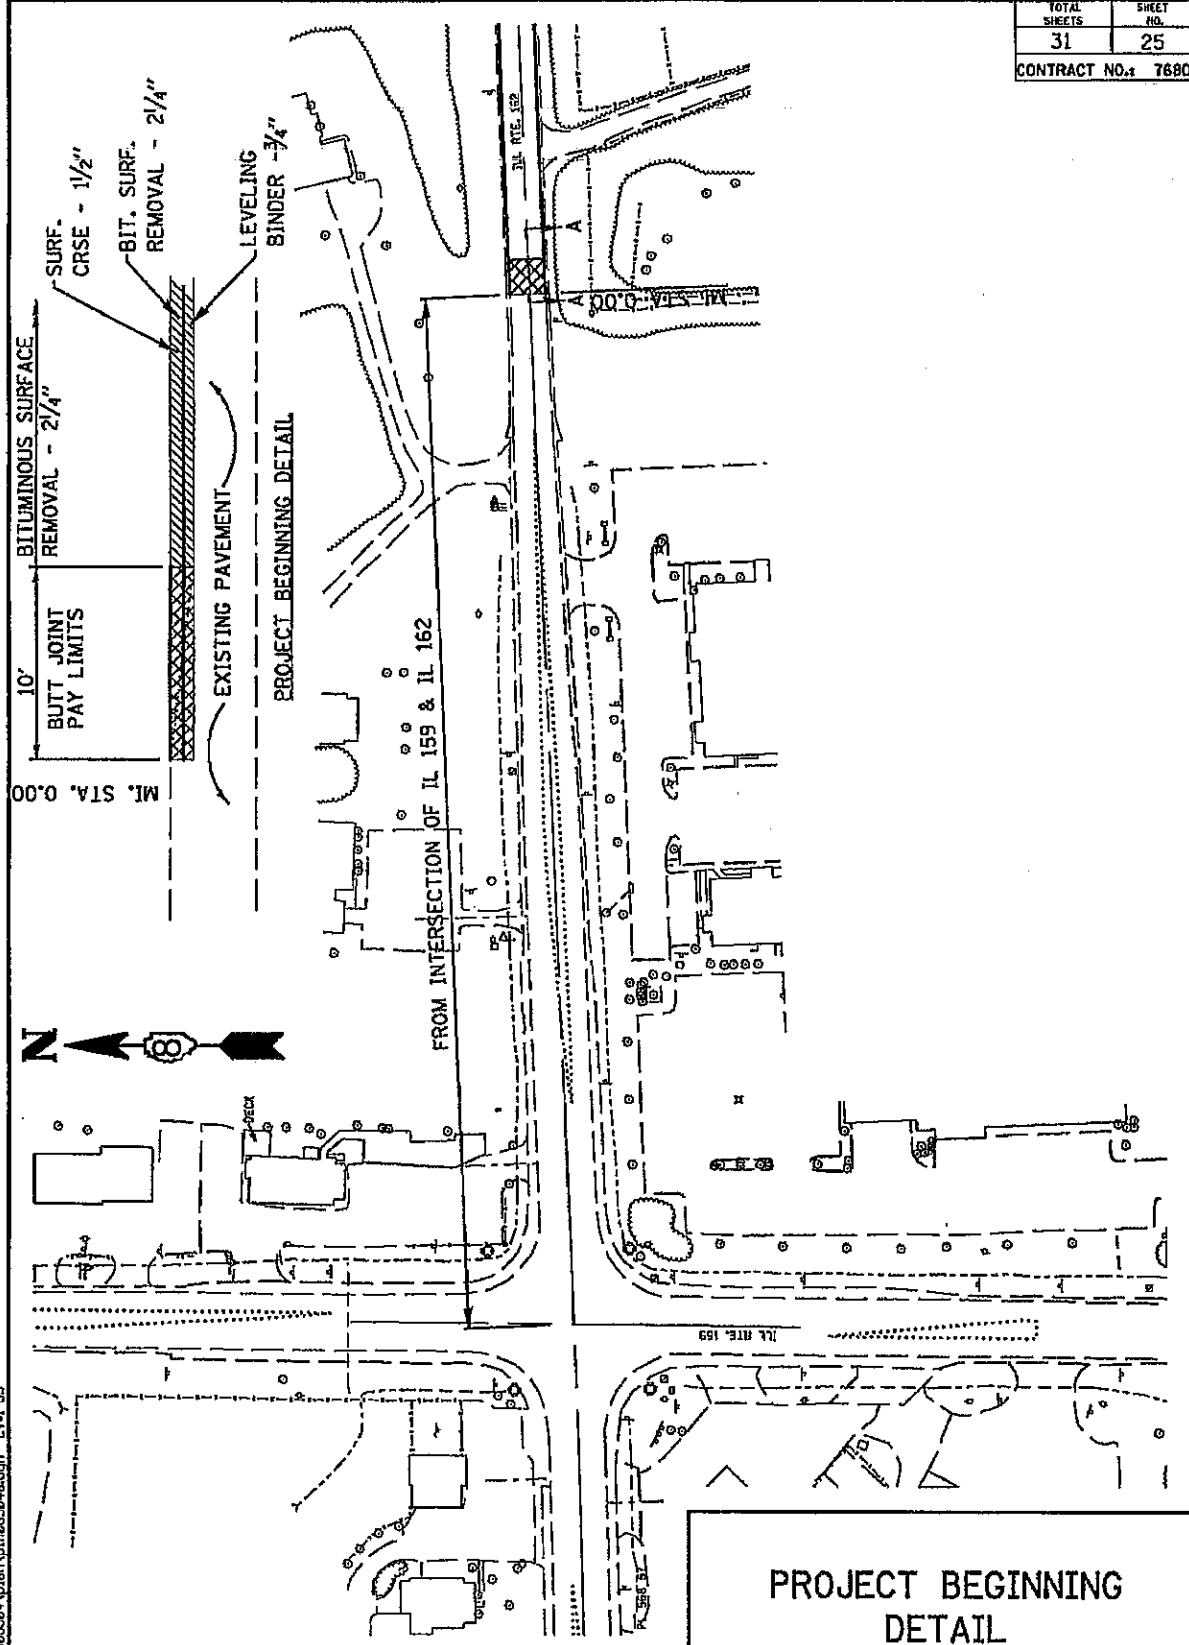 TOTAL SHEETS
SHEET NO.
31
25
CONTRACT NO.: 7680
SURF. CRSE - 1½"
BIT. SURF. REMOVAL - 2¼"
LEVELING BINDER - ¾"
BITUMINOUS SURFACE REMOVAL - 2¼"
10'
BUTT JOINT PAY LIMITS
MI. STA. 0.00
EXISTING PAVEMENT
PROJECT BEGINNING DETAIL
ILL RTE. 162
A
A
MI. STA. 0.00
FROM INTERSECTION OF IL 159 & IL 162
N
DECK
ILL RTE. 159
PROJECT BEGINNING
DETAIL